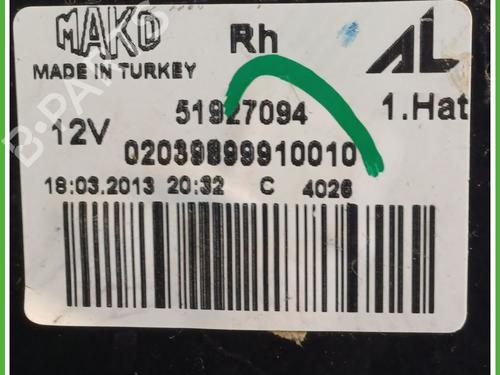 MAKO Rh AL
MADE IN TURKEY
51927094 1.Hat
12V
02039899910010
18.03.2013 20:32 C 4026
B-PARTS